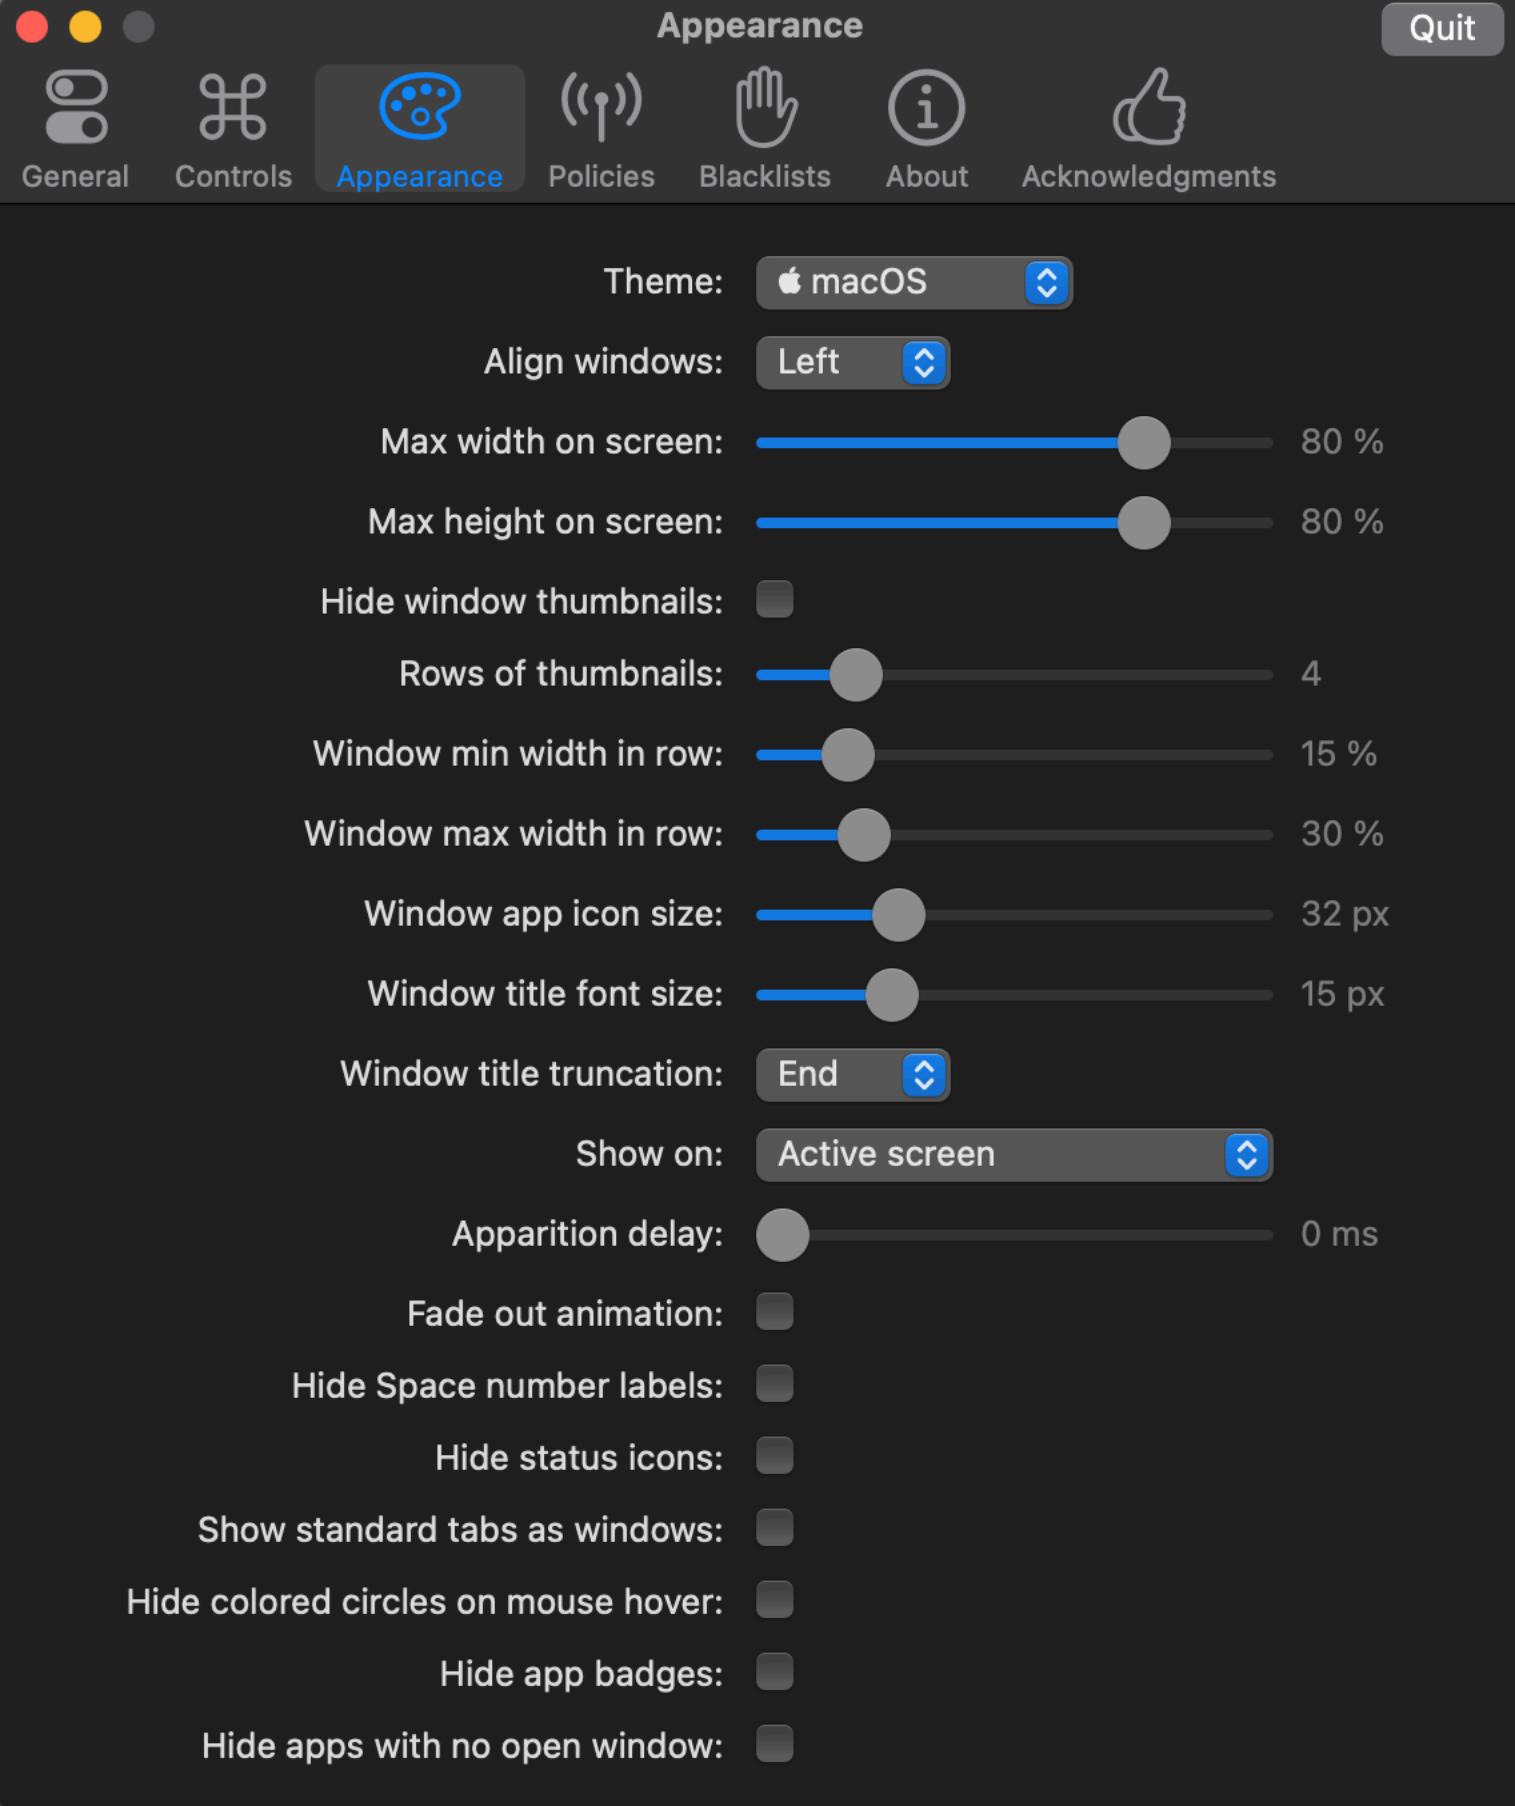 Appearance
Quit
General Controls Appearance Policies Blacklists About Acknowledgments
Theme: macOS
Align windows: Left
Max width on screen: 80 %
Max height on screen: 80 %
Hide window thumbnails:
Rows of thumbnails: 4
Window min width in row: 15 %
Window max width in row: 30 %
Window app icon size: 32 px
Window title font size: 15 px
Window title truncation: End
Show on: Active screen
Apparition delay: 0 ms
Fade out animation:
Hide Space number labels:
Hide status icons:
Show standard tabs as windows:
Hide colored circles on mouse hover:
Hide app badges:
Hide apps with no open window: